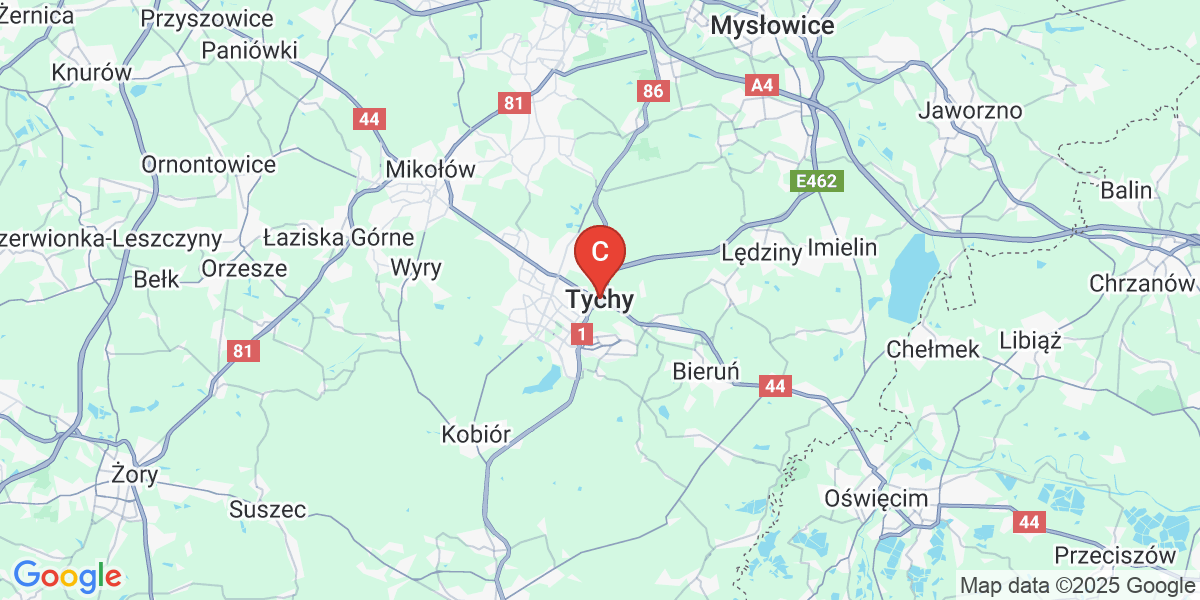 Żernica
Przyszowice
Mysłowice
Paniówki
Knurów
86
A4
81
44
Jaworzno
Ornontowice
Mikołów
E462
Balin
zerwionka-Leszczyny
Łaziska Górne
C
Lędziny
Imielin
Bełk
Orzesze
Wyry
Chrzanów
Tychy
1
Libiąż
Chełmek
81
Bieruń
44
Kobiór
Żory
Oświęcim
Suszec
44
Przeciszów
Google
Map data ©2025 Google